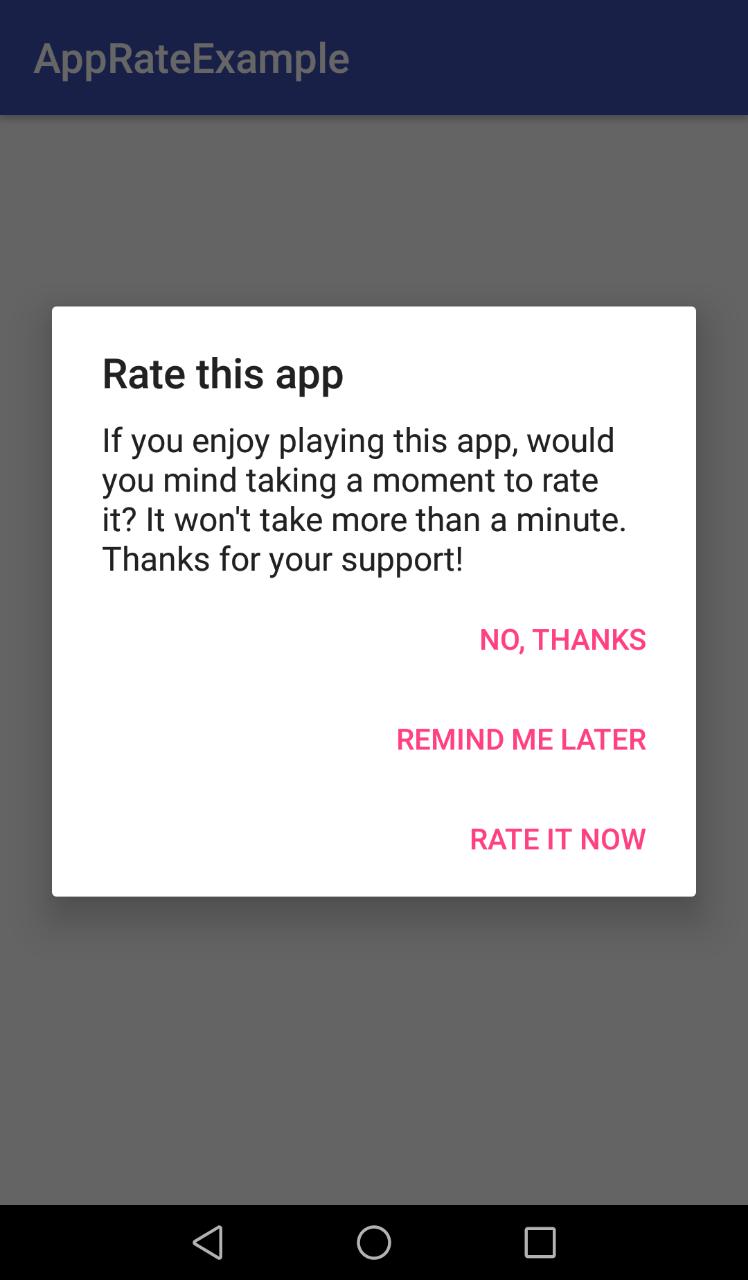 AppRateExample
Rate this app
If you enjoy playing this app, would
you mind taking a moment to rate
it? It won't take more than a minute.
Thanks for your support!
NO, THANKS
REMIND ME LATER
RATE IT NOW